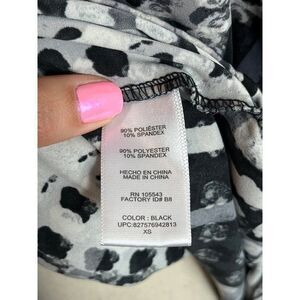 90% POLIÉSTER
10% SPANDEX
90% POLYESTER
10% SPANDEX
HECHO EN CHINA
MADE IN CHINA
RN 105543
FACTORY ID# B8
COLOR : BLACK
UPC:827576942813
XS